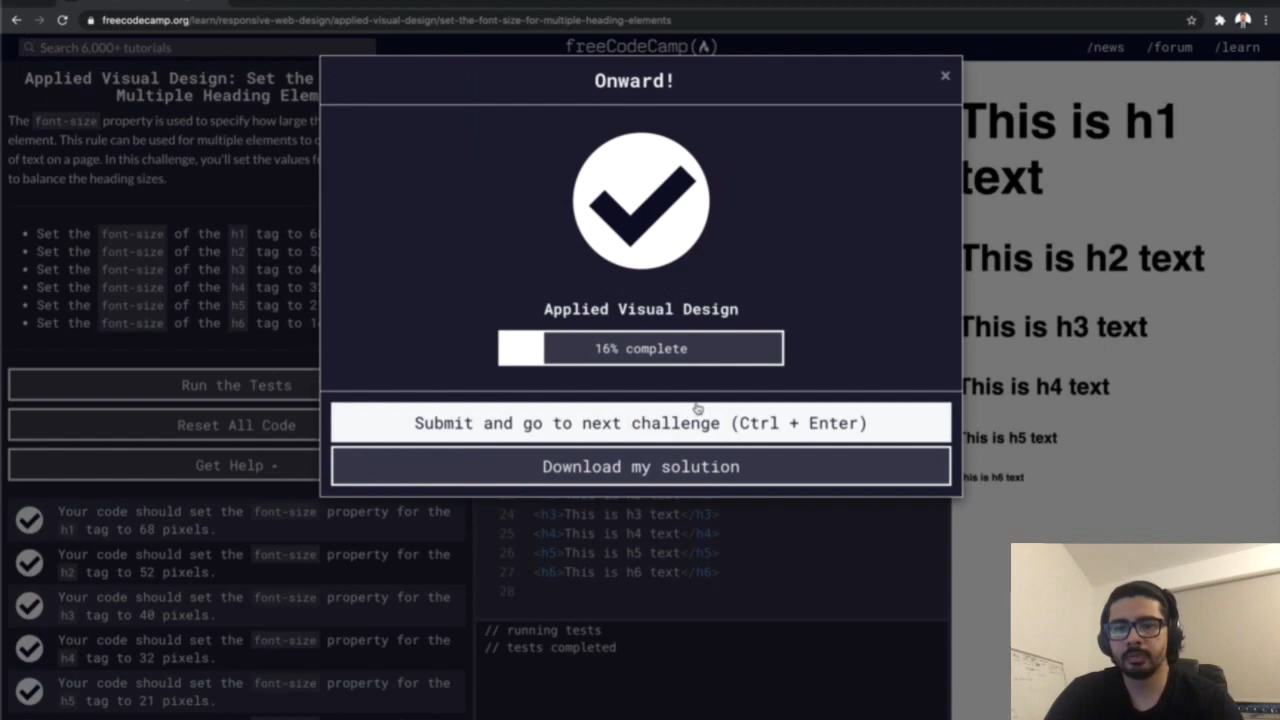 freecodecamp.org/learn/responsive-web-design/applied-visual-design/set-the-font-size-for-multiple-heading-elements
Search 6,000+ tutorials
freeCodeCamp
/news
/forum
/learn
Applied Visual Design: Set the
Multiple Heading Elem
The font-size property is used to specify how large th
element. This rule can be used for multiple elements to
of text on a page. In this challenge, you'll set the values
to balance the heading sizes.
• Set the font-size of the h1 tag to 6
• Set the font-size of the h2 tag to 5
• Set the font-size of the h3 tag to 4
• Set the font-size of the h4 tag to 3
• Set the font-size of the h5 tag to 2
• Set the font-size of the h6 tag to 1
Run the Tests
Reset All Code
Get Help
Your code should set the font-size property for the
h1 tag to 68 pixels.
Your code should set the font-size property for the
h2 tag to 52 pixels.
Your code should set the font-size property for the
h3 tag to 40 pixels.
Your code should set the font-size property for the
h4 tag to 32 pixels.
Your code should set the font-size property for the
h5 tag to 21 pixels.
Onward!
×
Applied Visual Design
16% complete
Submit and go to next challenge (Ctrl + Enter)
Download my solution
24 <h3>This is h3 text</h3>
25 <h4>This is h4 text</h4>
26 <h5>This is h5 text</h5>
27 <h6>This is h6 text</h6>
28
// running tests
// tests completed
This is h1
text
This is h2 text
This is h3 text
This is h4 text
This is h5 text
his is h6 text